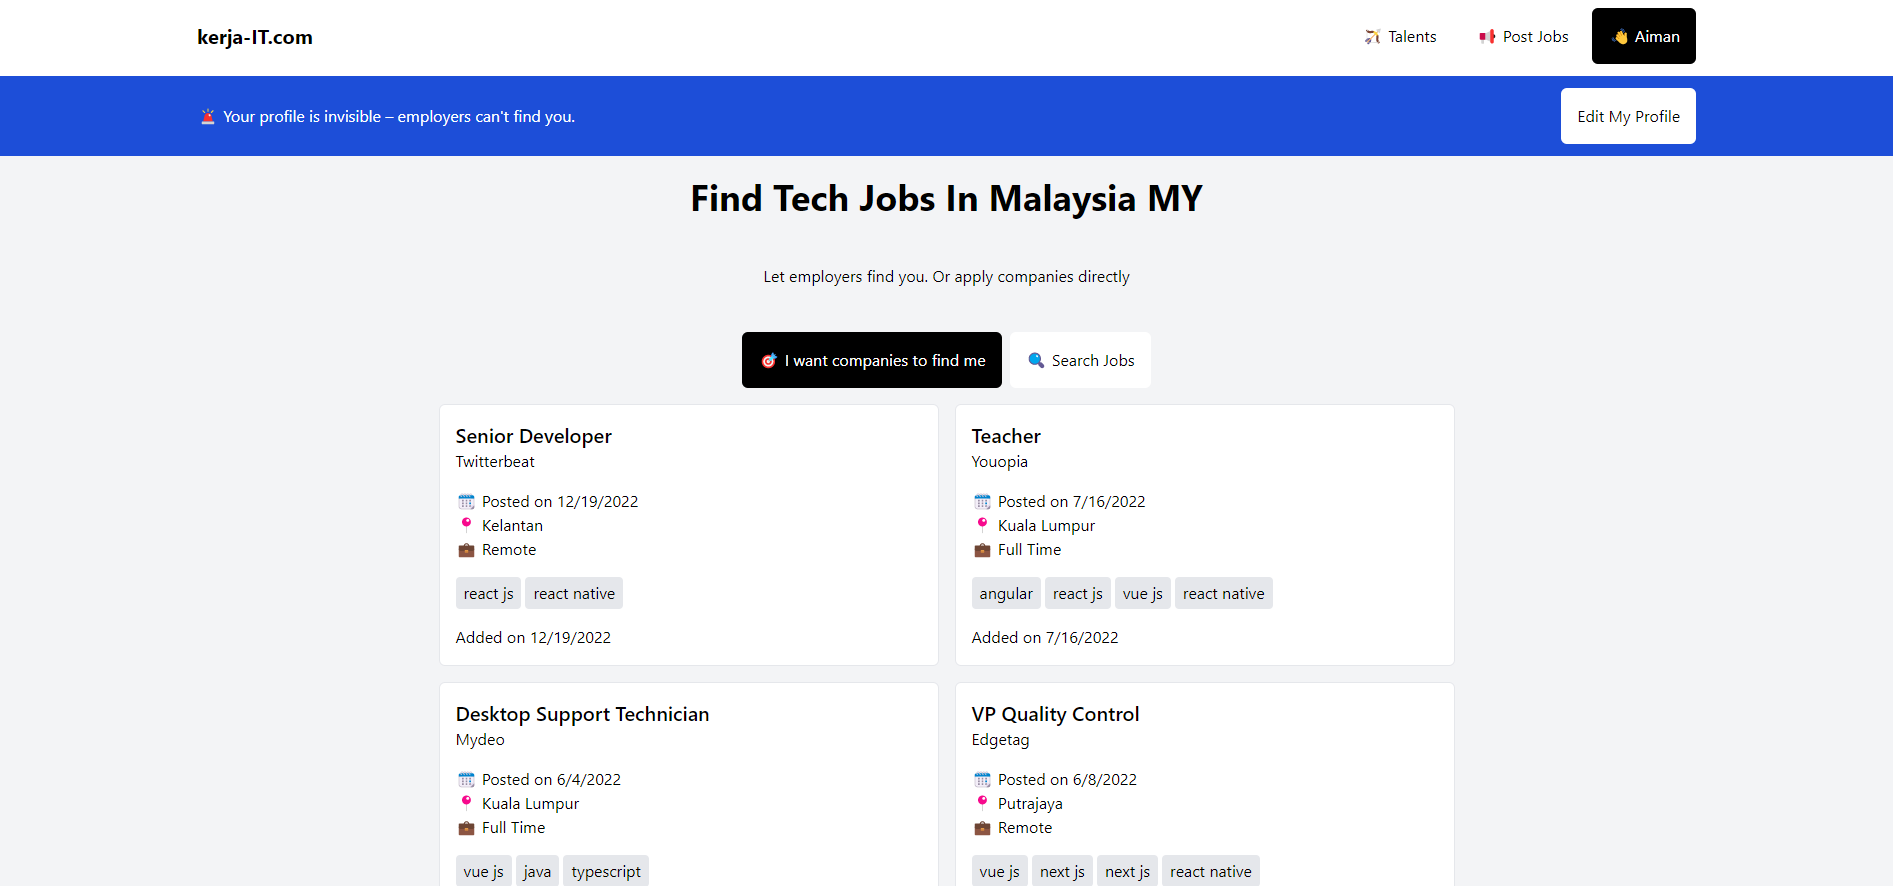 kerja-IT.com
Talents
Post Jobs
Aiman
Your profile is invisible – employers can't find you.
Edit My Profile
Find Tech Jobs In Malaysia MY
Let employers find you. Or apply companies directly
I want companies to find me
Search Jobs
Senior Developer
Twitterbeat
Posted on 12/19/2022
Kelantan
Remote
react js react native
Added on 12/19/2022
Teacher
Youopia
Posted on 7/16/2022
Kuala Lumpur
Full Time
angular react js vue js react native
Added on 7/16/2022
Desktop Support Technician
Mydeo
Posted on 6/4/2022
Kuala Lumpur
Full Time
vue js java typescript
VP Quality Control
Edgetag
Posted on 6/8/2022
Putrajaya
Remote
vue js next js next js react native